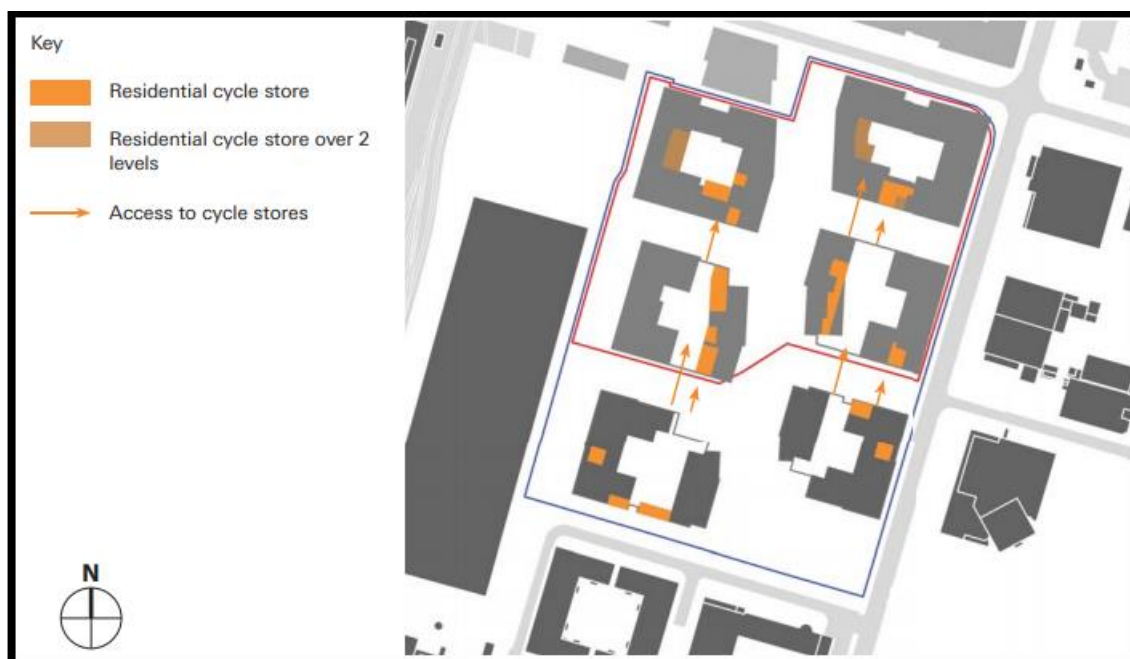 Key
Residential cycle store
Residential cycle store over 2
levels
Access to cycle stores
N